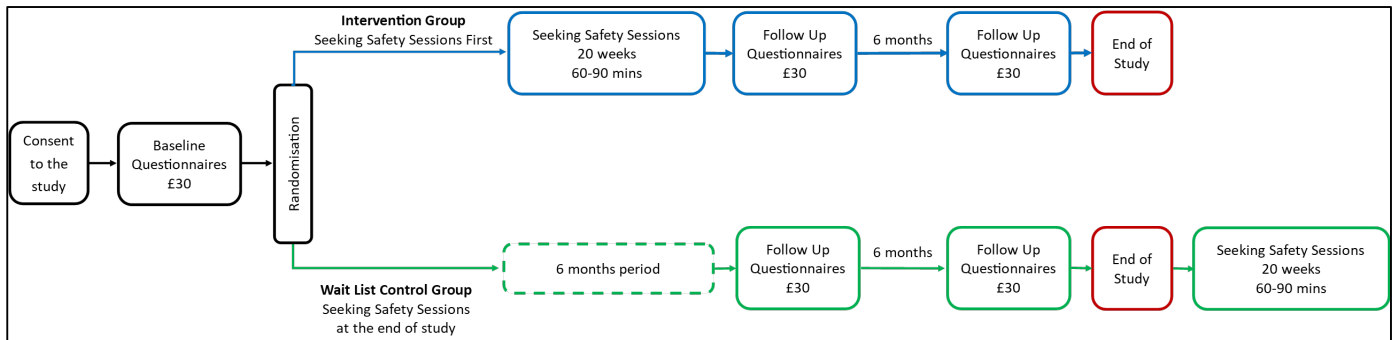 Consent
to the
study
Baseline
Questionnaires
£30
Randomisation
Intervention Group
Seeking Safety Sessions First
Seeking Safety Sessions
20 weeks
60-90 mins
Follow Up
Questionnaires
£30
6 months
Follow Up
Questionnaires
£30
End of
Study
Wait List Control Group
Seeking Safety Sessions
at the end of study
6 months period
Follow Up
Questionnaires
£30
6 months
Follow Up
Questionnaires
£30
End of
Study
Seeking Safety Sessions
20 weeks
60-90 mins